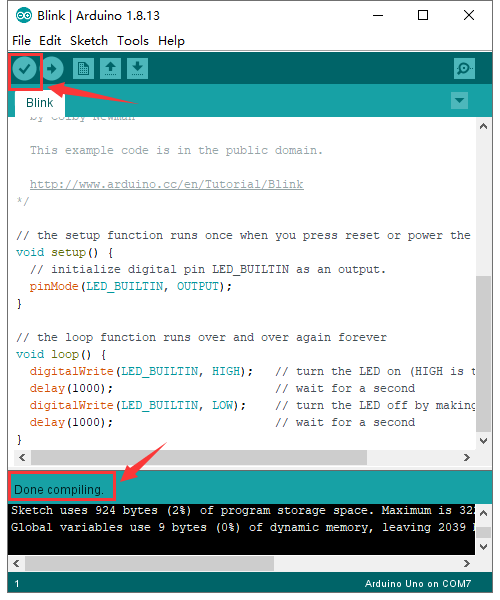 Blink | Arduino 1.8.13
File Edit Sketch Tools Help
Blink
by Colby Newman
This example code is in the public domain.
http://www.arduino.cc/en/Tutorial/Blink
*/
// the setup function runs once when you press reset or power the
void setup() {
// initialize digital pin LED_BUILTIN as an output.
pinMode(LED_BUILTIN, OUTPUT);
}
// the loop function runs over and over again forever
void loop() {
digitalWrite(LED_BUILTIN, HIGH); // turn the LED on (HIGH is t
delay(1000); // wait for a second
digitalWrite(LED_BUILTIN, LOW); // turn the LED off by making
delay(1000); // wait for a second
}
Done compiling.
Sketch uses 924 bytes (2%) of program storage space. Maximum is 322
Global variables use 9 bytes (0%) of dynamic memory, leaving 2039
1
Arduino Uno on COM7